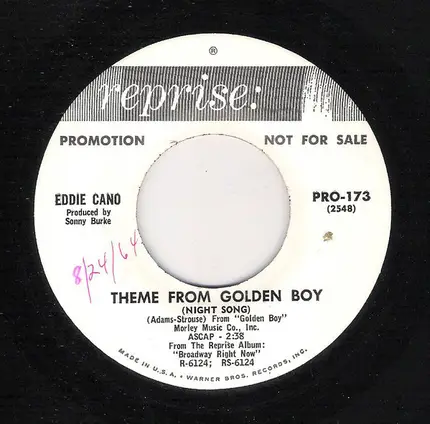 ®
reprise:
PROMOTION NOT FOR SALE
EDDIE CANO
Produced by
Sonny Burke
PRO-173
(2548)
8/24/64
THEME FROM GOLDEN BOY
(NIGHT SONG)
(Adams-Strouse) From "Golden Boy"
Morley Music Co., Inc.
ASCAP - 2:38
From The Reprise Album:
"Broadway Right Now"
R-6124; RS-6124
MADE IN U.S.A. • WARNER BROS. RECORDS, INC.